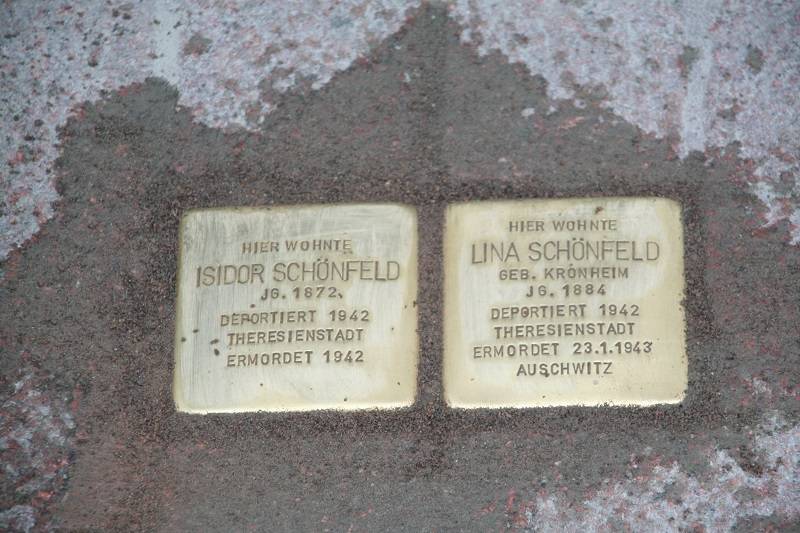 HIER WOHNTE
ISIDOR SCHÖNFELD
JG. 1872
DEPORTIERT 1942
THERESIENSTADT
ERMORDET 1942
HIER WOHNTE
LINA SCHÖNFELD
GEB. KRÖNHEIM
JG. 1884
DEPORTIERT 1942
THERESIENSTADT
ERMORDET 23.1.1943
AUSCHWITZ